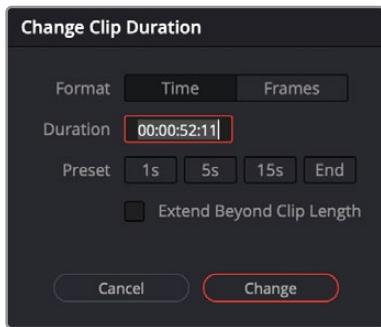 Change Clip Duration
Format Time Frames
Duration 00:00:52:11
Preset 1s 5s 15s End
Extend Beyond Clip Length
Cancel Change